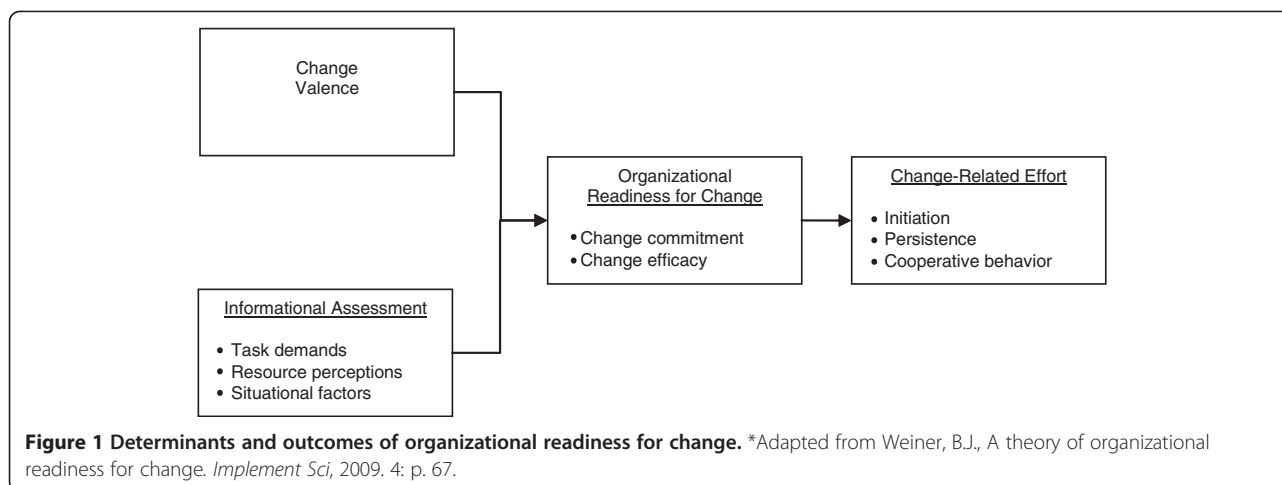 Change
Valence
Organizational
Readiness for Change
• Change commitment
• Change efficacy
Change-Related Effort
• Initiation
• Persistence
• Cooperative behavior
Informational Assessment
• Task demands
• Resource perceptions
• Situational factors
Figure 1 Determinants and outcomes of organizational readiness for change. *Adapted from Weiner, B.J., A theory of organizational
readiness for change. Implement Sci, 2009. 4: p. 67.